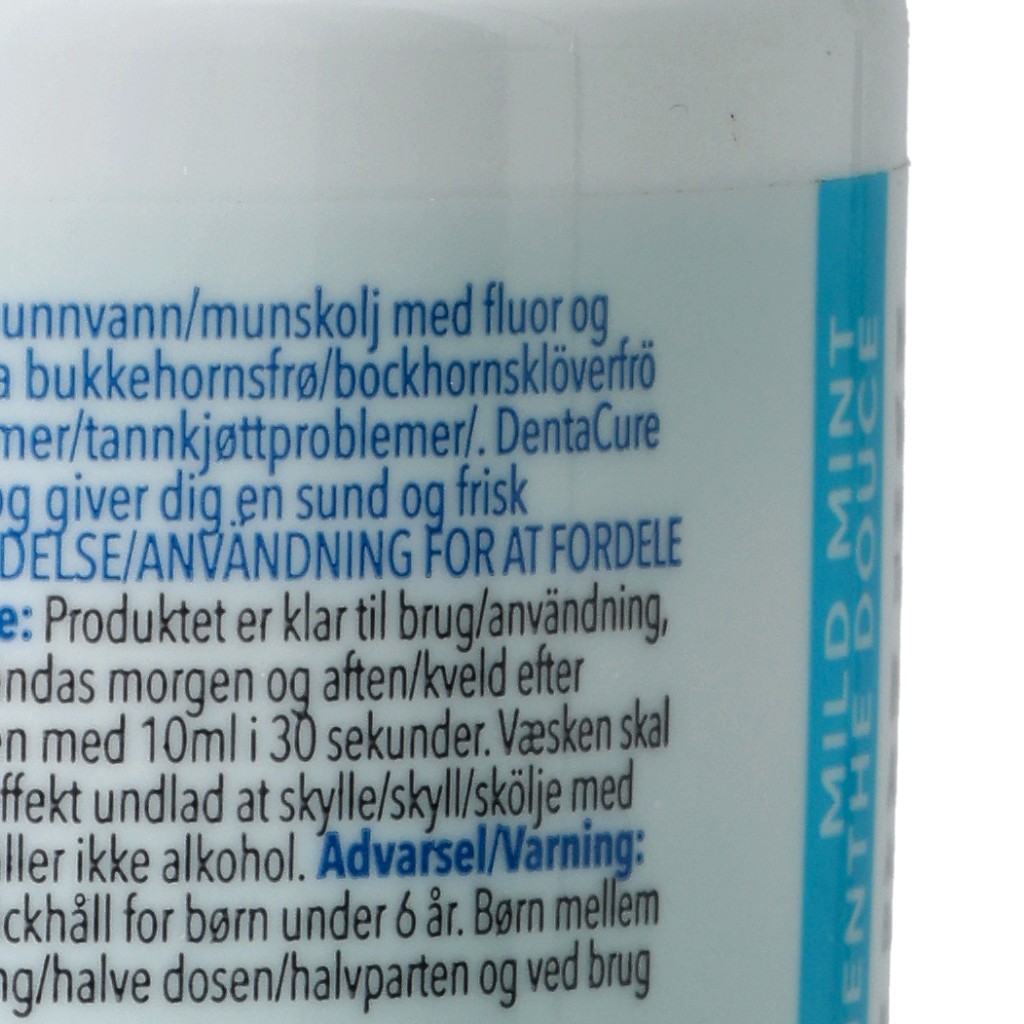 unnvann/munskolj med fluor og
a bukkehornsfrø/bockhornsklöverfrö
mer/tannkjøttproblemer/. DentaCure
og giver dig en sund og frisk
DELSE/ANVÄNDNING FOR AT FORDELE
e: Produktet er klar til brug/användning,
ndas morgen og aften/kveld efter
en med 10ml i 30 sekunder. Væsken skal
ffekt undlad at skylle/skyll/skölje med
ller ikke alkohol. Advarsel/Varning:
ckhåll for børn under 6 år. Børn mellem
ng/halve dosen/halvparten og ved brug
MILD MINT
ENTHE DOUCE